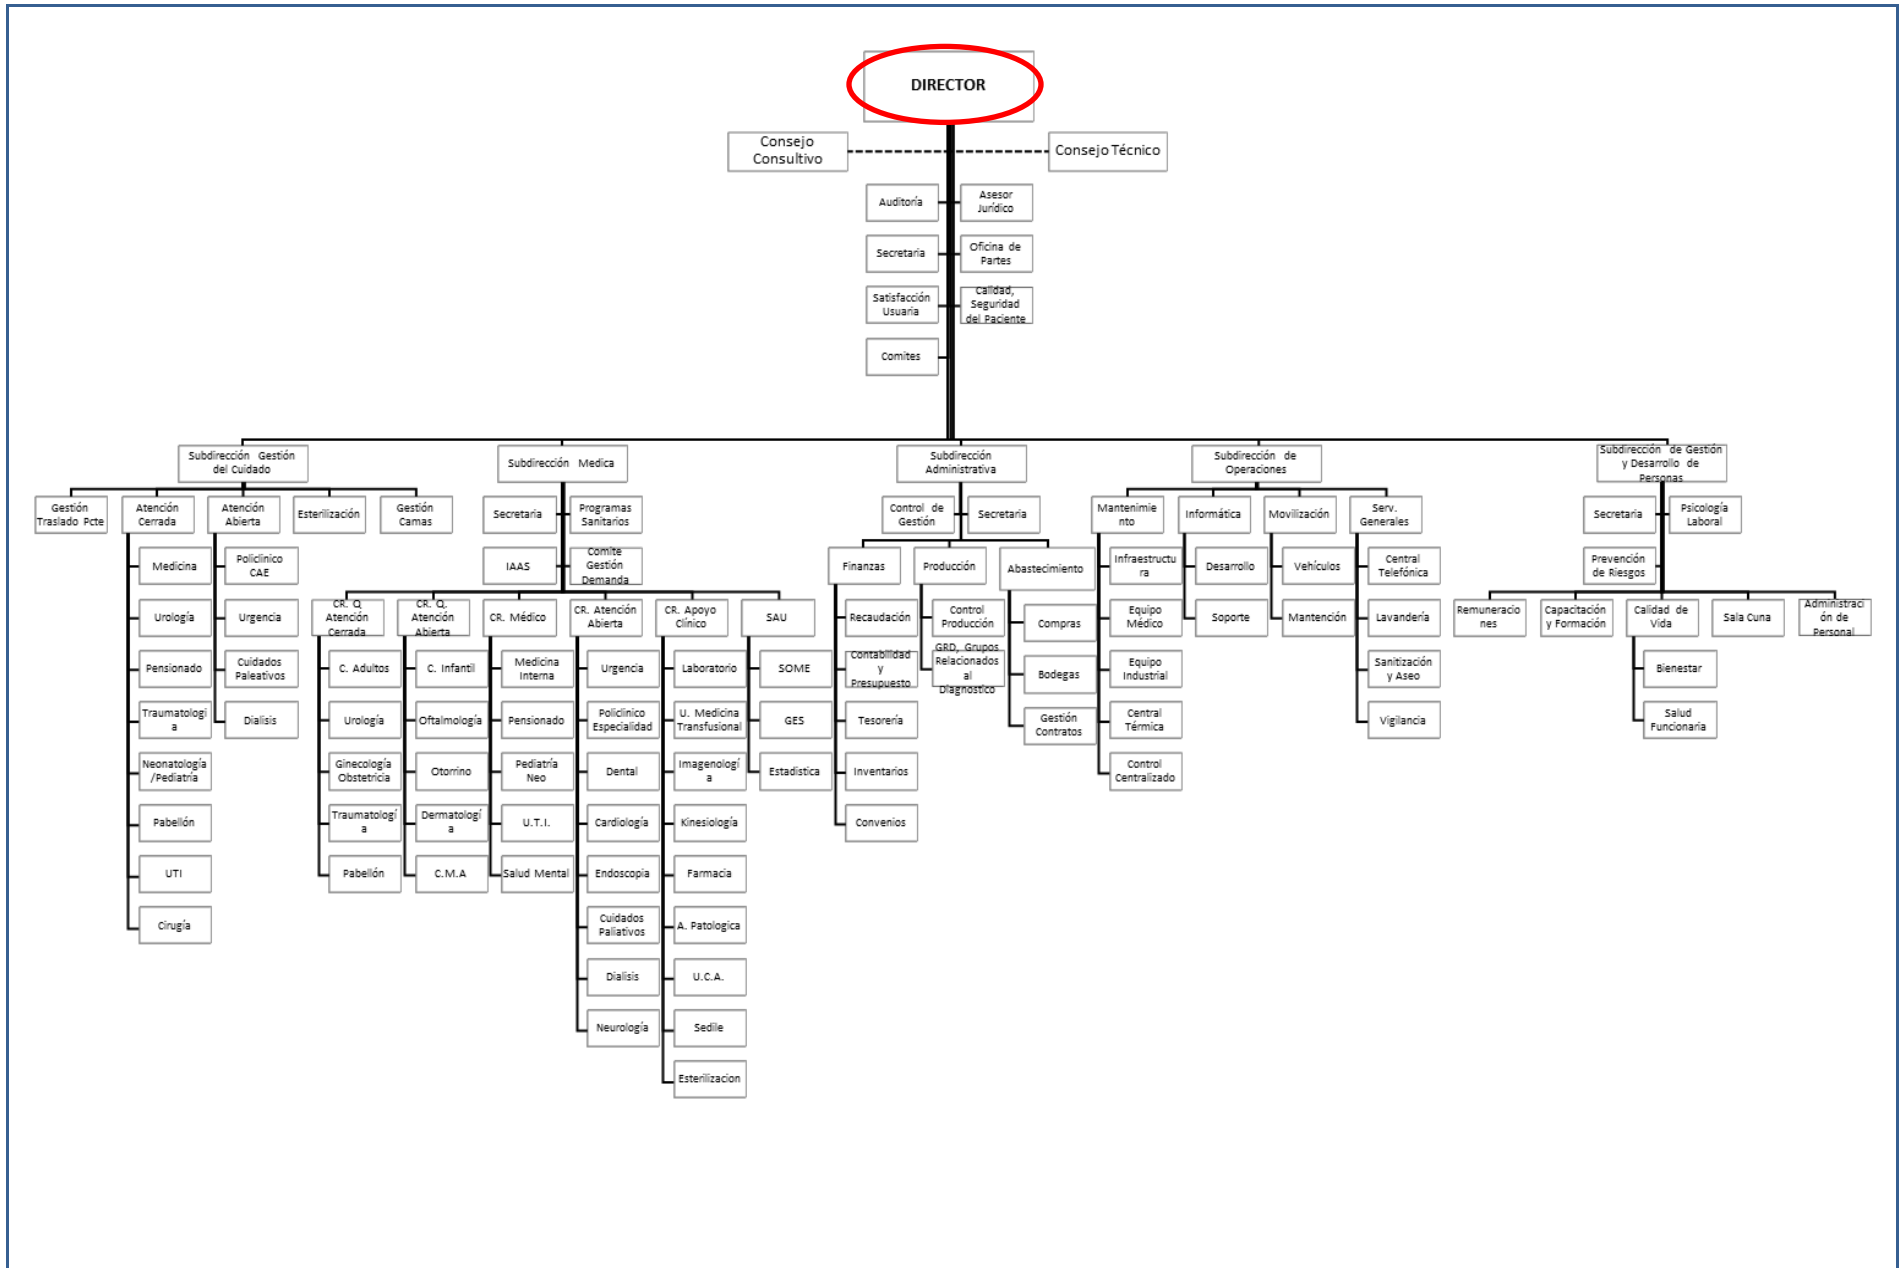 DIRECTOR
Consejo
Consultivo
Consejo Técnico
Auditoría
Asesor
Jurídico
Secretaria
Oficina de
Partes
Satisfacción
Usuaria
Calidad,
Seguridad
del Paciente
Comites
Subdirección Gestión
del Cuidado
Subdirección Medica
Subdirección
Administrativa
Subdirección de
Operaciones
Subdirección de Gestión
y Desarrollo de
Personas
Gestión
Traslado Pcte
Atención
Cerrada
Atención
Abierta
Esterilización
Gestión
Camas
Medicina
Urología
Pensionado
Traumatologi
a
Neonatología
/Pediatría
Pabellón
UTI
Cirugía
Policlinico
CAE
Urgencia
Cuidados
Paleativos
Dialisis
Secretaria
Programas
Sanitarios
IAAS
Comite
Gestión
Demanda
CR. Q
Atención
Cerrada
CR. Q.
Atención
Abierta
CR. Médico
CR. Atención
Abierta
CR. Apoyo
Clínico
SAU
C. Adultos
Urología
Ginecología
Obstetricia
Traumatologí
a
Pabellón
C. Infantil
Oftalmología
Otorrino
Dermatologí
a
C.M.A
Medicina
Interna
Pensionado
Pediatría
Neo
U.T.I.
Salud Mental
Urgencia
Policlinico
Especialidad
Dental
Cardiología
Endoscopia
Cuidados
Paliativos
Dialisis
Neurología
Laboratorio
U. Medicina
Transfusional
Imagenologí
a
Kinesiología
Farmacia
A. Patologica
U.C.A.
Sedile
Esterilizacion
SOME
GES
Estadistica
Control de
Gestión
Secretaria
Finanzas
Producción
Abastecimiento
Recaudación
Contabilidad
y
Presupuesto
Tesorería
Inventarios
Convenios
Control
Producción
GRD, Grupos
Relacionados
al
Diagnostico
Compras
Bodegas
Gestión
Contratos
Mantenimie
nto
Informática
Movilización
Serv.
Generales
Infraestructu
ra
Equipo
Médico
Equipo
Industrial
Central
Térmica
Control
Centralizado
Desarrollo
Soporte
Vehículos
Mantención
Central
Telefónica
Lavandería
Sanitización
y Aseo
Vigilancia
Secretaria
Psicología
Laboral
Prevención
de Riesgos
Remuneracio
nes
Capacitación
y Formación
Calidad de
Vida
Sala Cuna
Administraci
ón de
Personal
Bienestar
Salud
Funcionaria